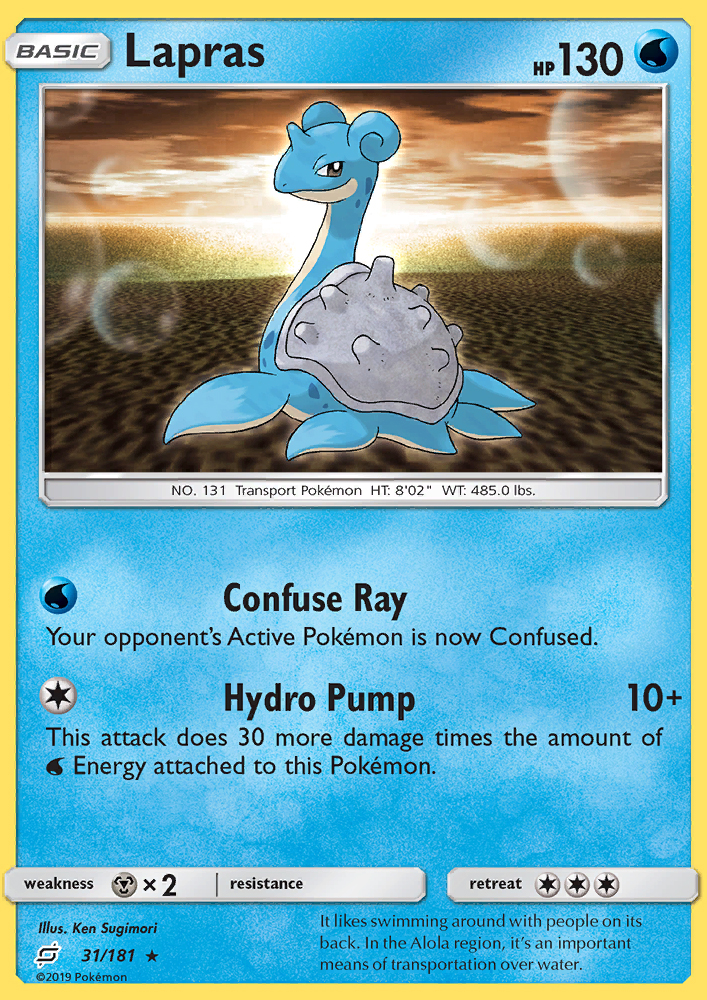 BASIC Lapras HP 130
NO. 131 Transport Pokémon HT: 8'02" WT: 485.0 lbs.
Confuse Ray
Your opponent's Active Pokémon is now Confused.
Hydro Pump 10+
This attack does 30 more damage times the amount of
Energy attached to this Pokémon.
weakness ×2 resistance retreat
Illus. Ken Sugimori
31/181 ★
©2019 Pokémon
It likes swimming around with people on its
back. In the Alola region, it's an important
means of transportation over water.